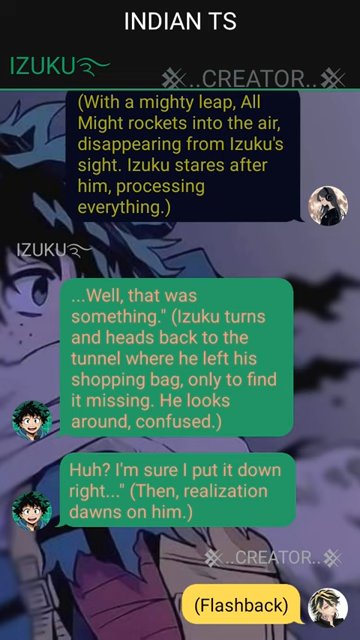 INDIAN TS
IZUKU࿐
※..CREATOR..※
(With a mighty leap, All
Might rockets into the air,
disappearing from Izuku's
sight. Izuku stares after
him, processing
everything.)
IZUKU࿐
...Well, that was
something." (Izuku turns
and heads back to the
tunnel where he left his
shopping bag, only to find
it missing. He looks
around, confused.)
Huh? I'm sure I put it down
right..." (Then, realization
dawns on him.)
※..CREATOR..※
(Flashback)